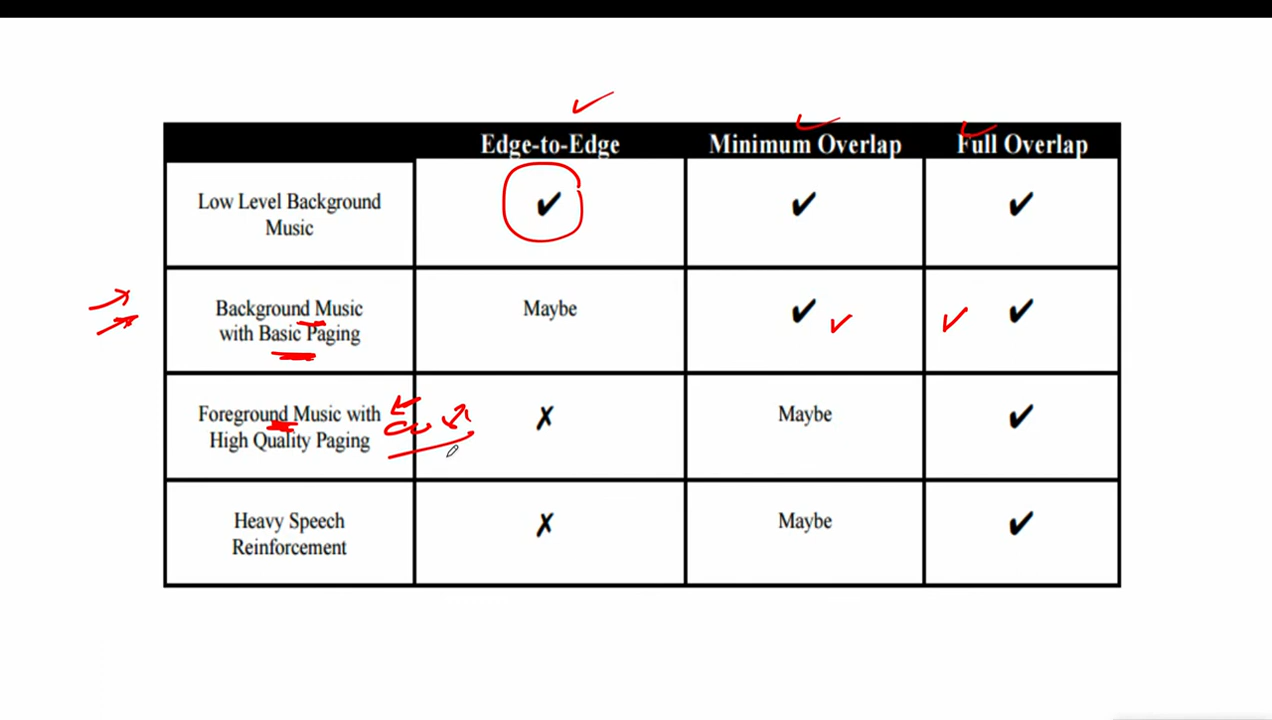 Edge-to-Edge Minimum Overlap Full Overlap
Low Level Background
Music
✔ ✔ ✔
Background Music
with Basic Paging
Maybe ✔ ✔
Foreground Music with
High Quality Paging
✗ Maybe ✔
Heavy Speech
Reinforcement
✗ Maybe ✔